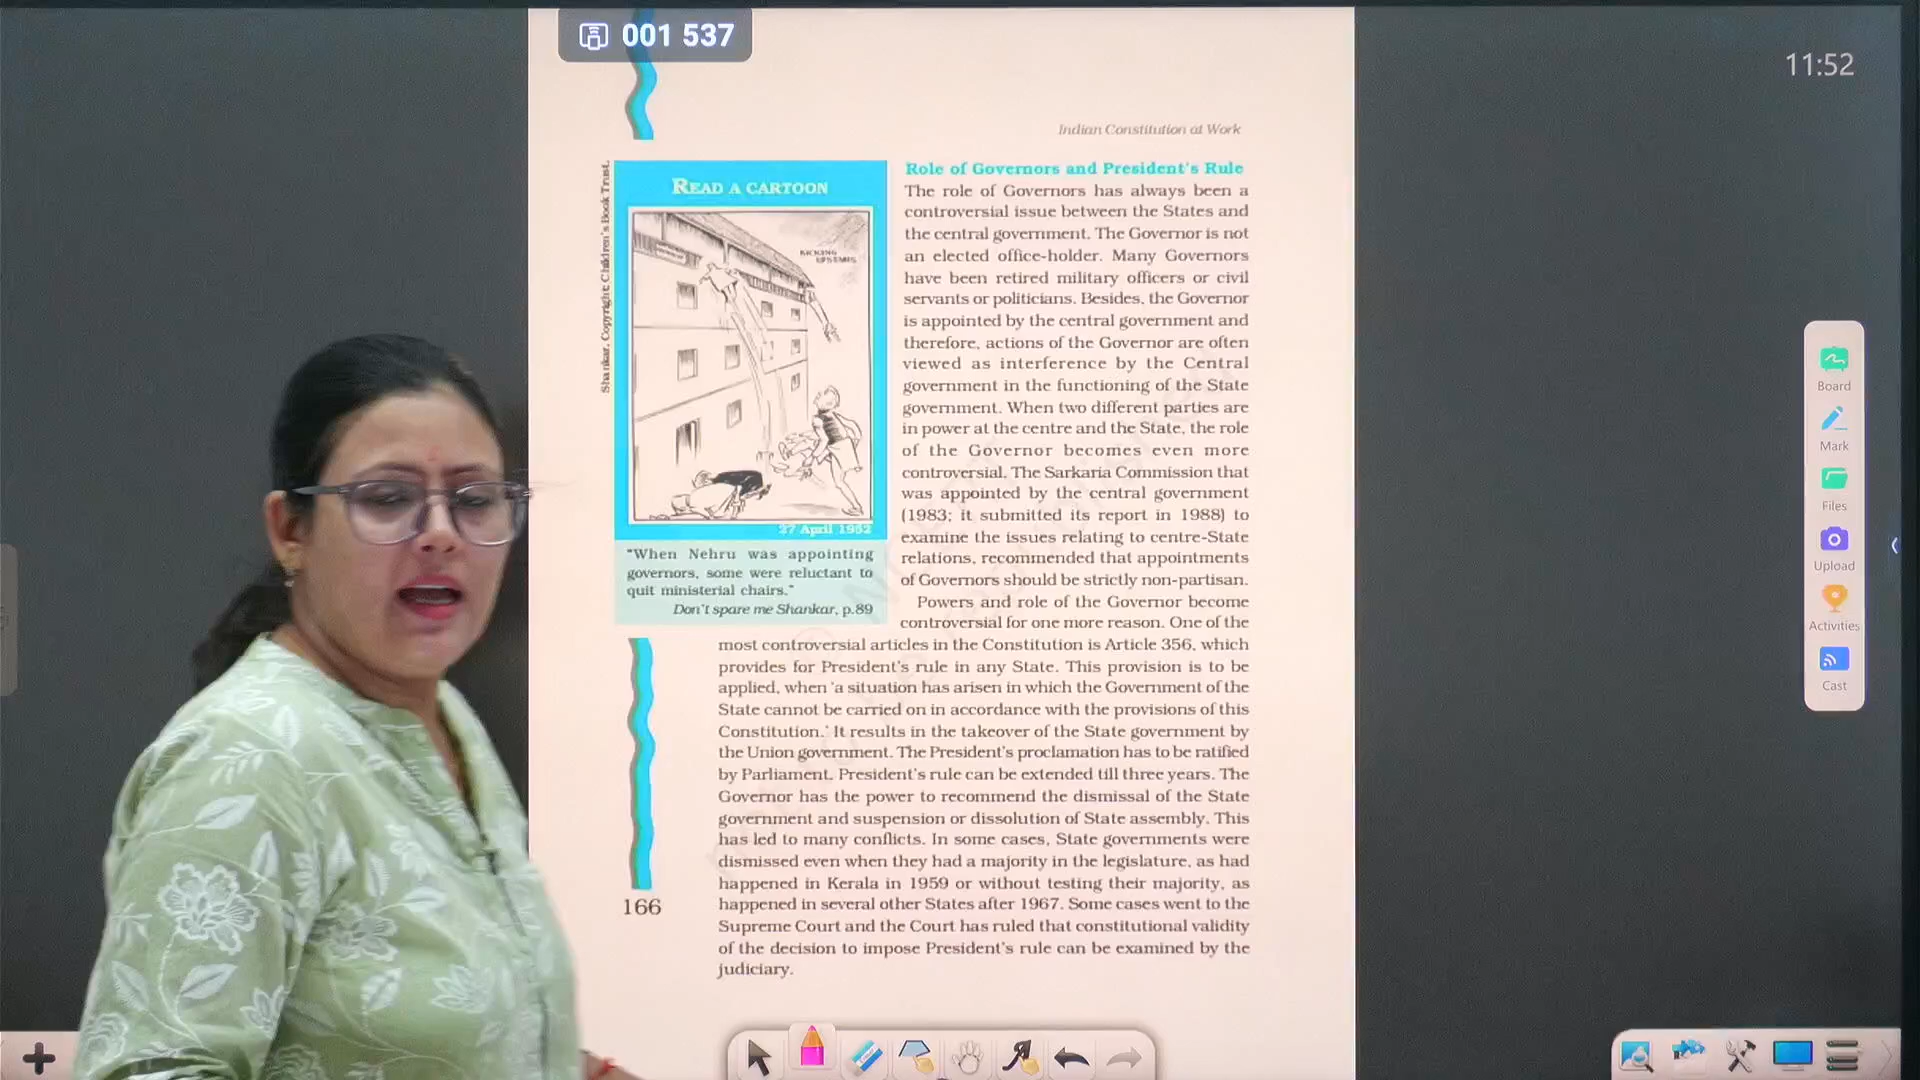 001 537
11:52
Indian Constitution at Work
Shankar. Copyright: Children's Book Trust.
READ A CARTOON
KICKING
UPSTAIRS
27 April 1952
"When Nehru was appointing
governors, some were reluctant to
quit ministerial chairs."
Don't spare me Shankar, p.89
Role of Governors and President's Rule
The role of Governors has always been a
controversial issue between the States and
the central government. The Governor is not
an elected office-holder. Many Governors
have been retired military officers or civil
servants or politicians. Besides, the Governor
is appointed by the central government and
therefore, actions of the Governor are often
viewed as interference by the Central
government in the functioning of the State
government. When two different parties are
in power at the centre and the State, the role
of the Governor becomes even more
controversial. The Sarkaria Commission that
was appointed by the central government
(1983; it submitted its report in 1988) to
examine the issues relating to centre-State
relations, recommended that appointments
of Governors should be strictly non-partisan.
Powers and role of the Governor become
controversial for one more reason. One of the
most controversial articles in the Constitution is Article 356, which
provides for President's rule in any State. This provision is to be
applied, when 'a situation has arisen in which the Government of the
State cannot be carried on in accordance with the provisions of this
Constitution.' It results in the takeover of the State government by
the Union government. The President's proclamation has to be ratified
by Parliament. President's rule can be extended till three years. The
Governor has the power to recommend the dismissal of the State
government and suspension or dissolution of State assembly. This
has led to many conflicts. In some cases, State governments were
dismissed even when they had a majority in the legislature, as had
happened in Kerala in 1959 or without testing their majority, as
happened in several other States after 1967. Some cases went to the
Supreme Court and the Court has ruled that constitutional validity
of the decision to impose President's rule can be examined by the
judiciary.
166
Board
Mark
Files
Upload
Activities
Cast